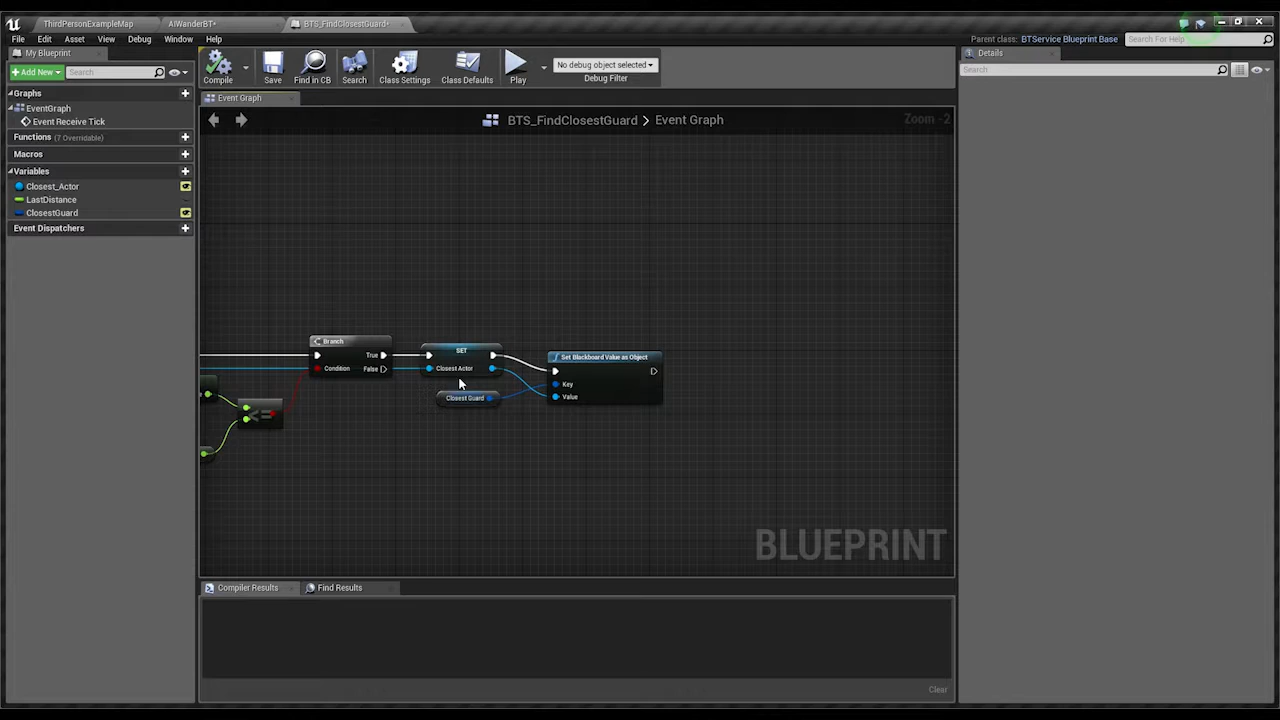 ThirdPersonExampleMap
AIWanderBT*
BTS_FindClosestGuard*
File Edit Asset View Debug Window Help
Parent class: BTService Blueprint Base
Search For Help
My Blueprint
Details
Add New
Search
Compile
Save
Find in CB
Search
Class Settings
Class Defaults
Play
No debug object selected
Debug Filter
Search
Graphs
EventGraph
Event Receive Tick
Functions (7 Overridable)
Macros
Variables
Closest_Actor
LastDistance
ClosestGuard
Event Dispatchers
Event Graph
BTS_FindClosestGuard > Event Graph
Zoom -2
Branch
True
Condition
False
SET
Closest Actor
Closest Guard
Set Blackboard Value as Object
Key
Value
<=
BLUEPRINT
Compiler Results
Find Results
Clear